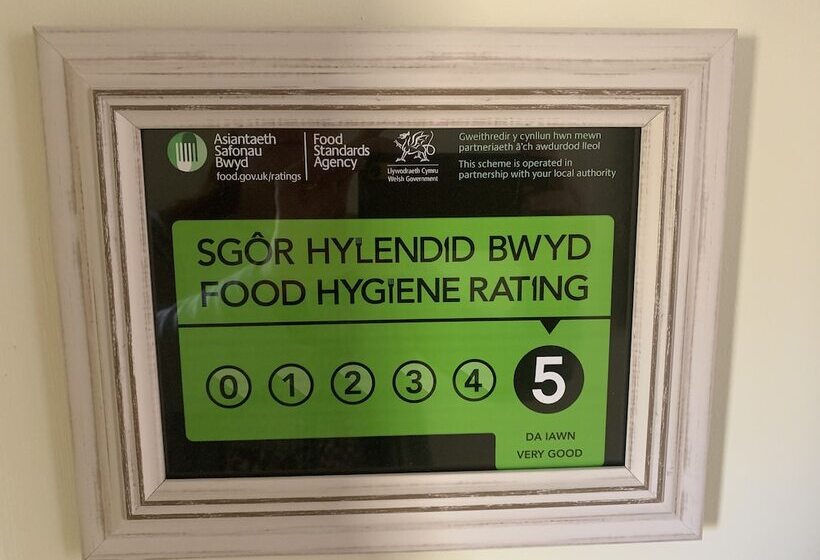 Asiantaeth
Safonau
Bwyd
food.gov.uk/ratings
Food
Standards
Agency
Llywodraeth Cymru
Welsh Government
Gweithredir y cynllun hwn mewn
partneriaeth â'ch awdurdod lleol
This scheme is operated in
partnership with your local authority
SGÔR HYLENDID BWYD
FOOD HYGIENE RATING
0 1 2 3 4 5
DA IAWN
VERY GOOD